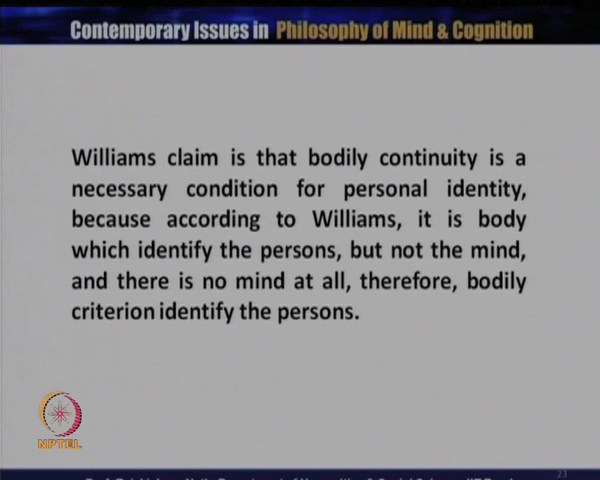 Contemporary Issues in Philosophy of Mind & Cognition
Williams claim is that bodily continuity is a
necessary condition for personal identity,
because according to Williams, it is body
which identify the persons, but not the mind,
and there is no mind at all, therefore, bodily
criterion identify the persons.
NPTEL
23